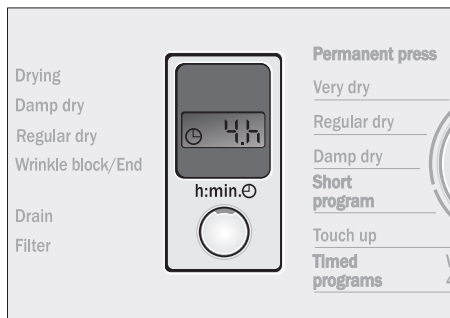 Drying
Damp dry
Regular dry
Wrinkle block/End
Drain
Filter
4.h
h:min.
Permanent press
Very dry
Regular dry
Damp dry
Short
program
Touch up
Timed
programs